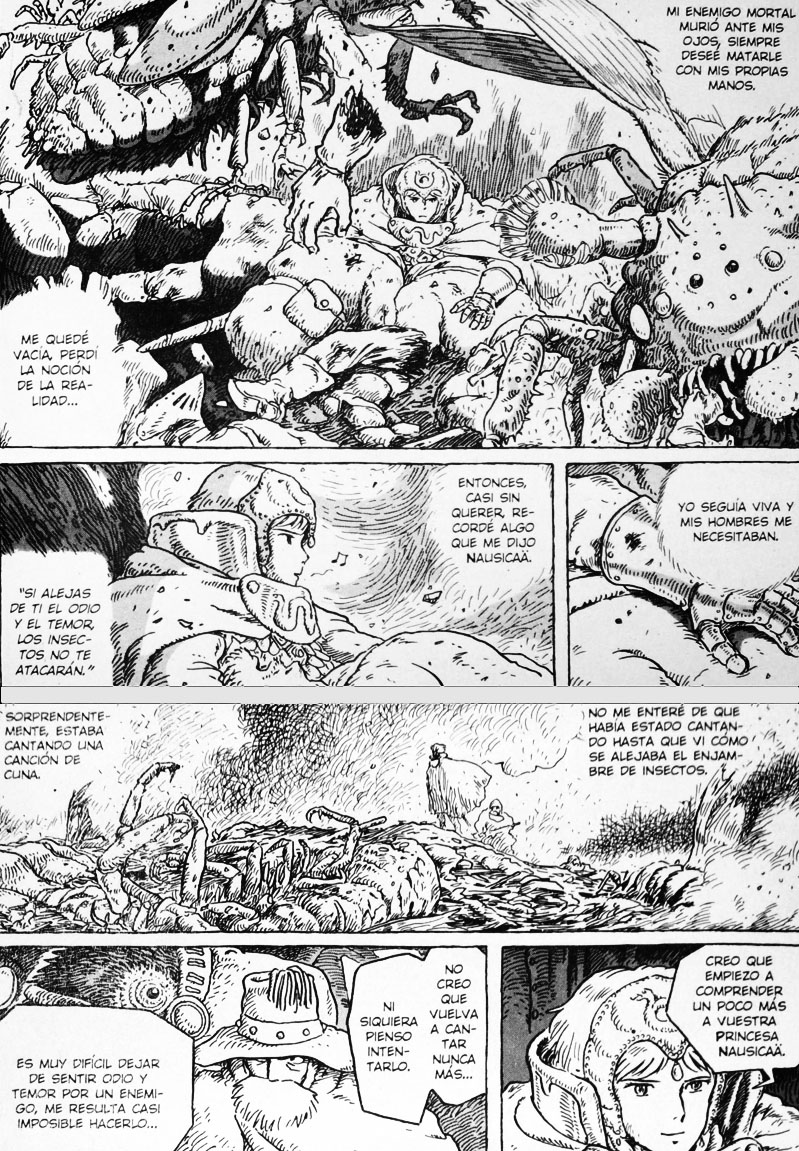 MI ENEMIGO MORTAL
MURIÓ ANTE MIS
OJOS, SIEMPRE
DESEÉ MATARLE
CON MIS PROPIAS
MANOS.
ME QUEDÉ
VACÍA, PERDÍ
LA NOCIÓN
DE LA REA-
LIDAD...
ENTONCES,
CASI SIN
QUERER, RE-
CORDÉ ALGO
QUE ME DIJO
NAUSICAÄ.
"SI ALEJAS
DE TI EL ODIO
Y EL TEMOR,
LOS INSEC-
TOS NO TE
ATACARÁN."
YO SEGUÍA VIVA Y
MIS HOMBRES ME
NECESITABAN.
SORPRENDENTE-
MENTE, ESTABA
CANTANDO UNA
CANCIÓN DE
CUNA.
NO ME ENTERÉ DE QUE
HABÍA ESTADO CANTAN-
DO HASTA QUE VI CÓMO
SE ALEJABA EL ENJAM-
BRE DE INSECTOS.
ES MUY DIFÍCIL DEJAR
DE SENTIR ODIO Y
TEMOR POR UN ENEMI-
GO, ME RESULTA CASI
IMPOSIBLE HACERLO...
NO
CREO
QUE
VUELVA
A CAN-
TAR
NUNCA
MÁS...
NI
SIQUIERA
PIENSO
INTEN-
TARLO.
CREO QUE
EMPIEZO A
COMPRENDER
UN POCO MÁS
A VUESTRA
PRINCESA
NAUSICAÄ.